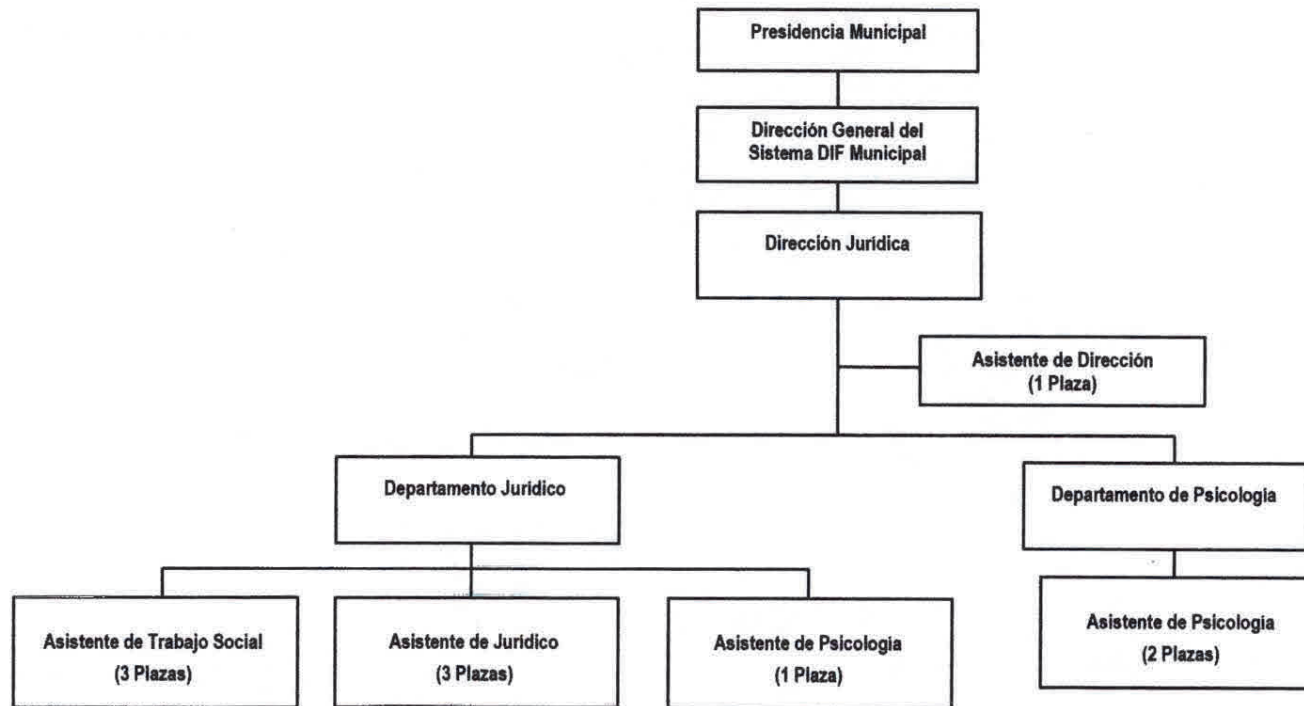 Presidencia Municipal
Dirección General del
Sistema DIF Municipal
Dirección Jurídica
Asistente de Dirección
(1 Plaza)
Departamento Jurídico
Departamento de Psicologia
Asistente de Trabajo Social
(3 Plazas)
Asistente de Jurídico
(3 Plazas)
Asistente de Psicologia
(1 Plaza)
Asistente de Psicologia
(2 Plazas)